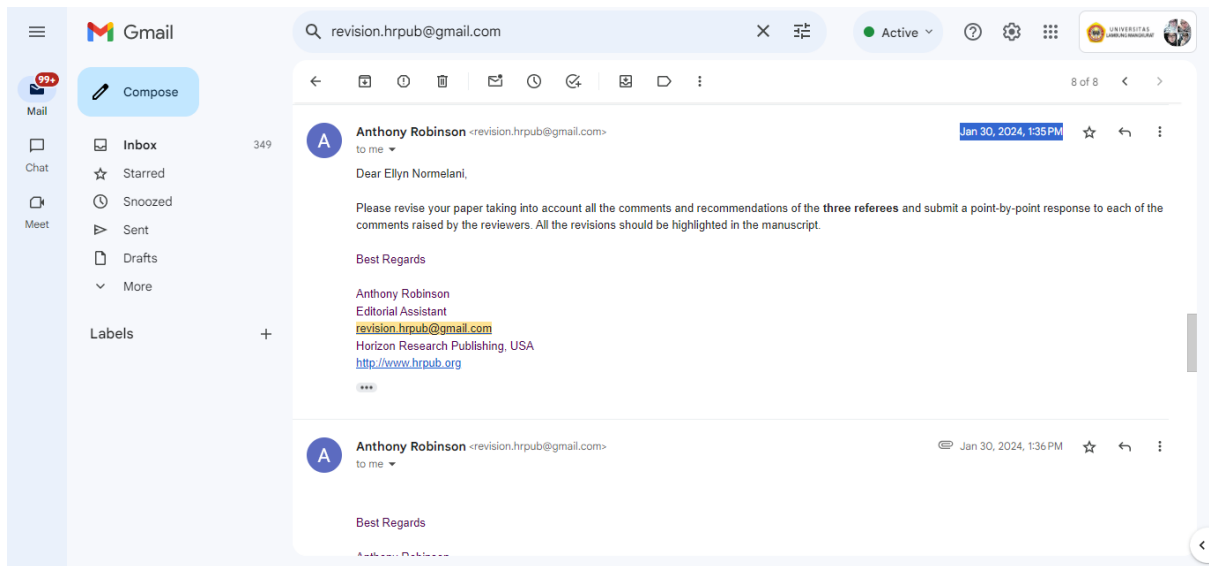 Gmail
revision.hrpub@gmail.com
Active
UNIVERSITAS
LAMBUNG MANGKURAT
99+
Mail
Chat
Meet
Compose
Inbox 349
Starred
Snoozed
Sent
Drafts
More
Labels
8 of 8
A
Anthony Robinson <revision.hrpub@gmail.com>
Jan 30, 2024, 1:35 PM
to me
Dear Ellyn Normelani,
Please revise your paper taking into account all the comments and recommendations of the three referees and submit a point-by-point response to each of the
comments raised by the reviewers. All the revisions should be highlighted in the manuscript.
Best Regards
Anthony Robinson
Editorial Assistant
revision.hrpub@gmail.com
Horizon Research Publishing, USA
http://www.hrpub.org
A
Anthony Robinson <revision.hrpub@gmail.com>
Jan 30, 2024, 1:36 PM
to me
Best Regards
Anthony Robinson